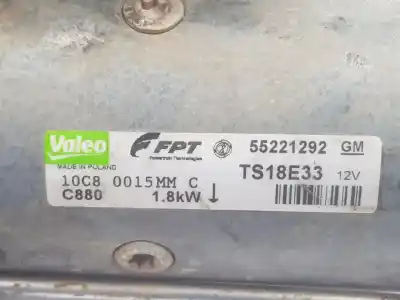 Valeo
MADE IN POLAND
FPT
Powertrain Technologies
55221292 GM
TS18E33 12V
10C8 0015MM C
C880 1.8kW ↓